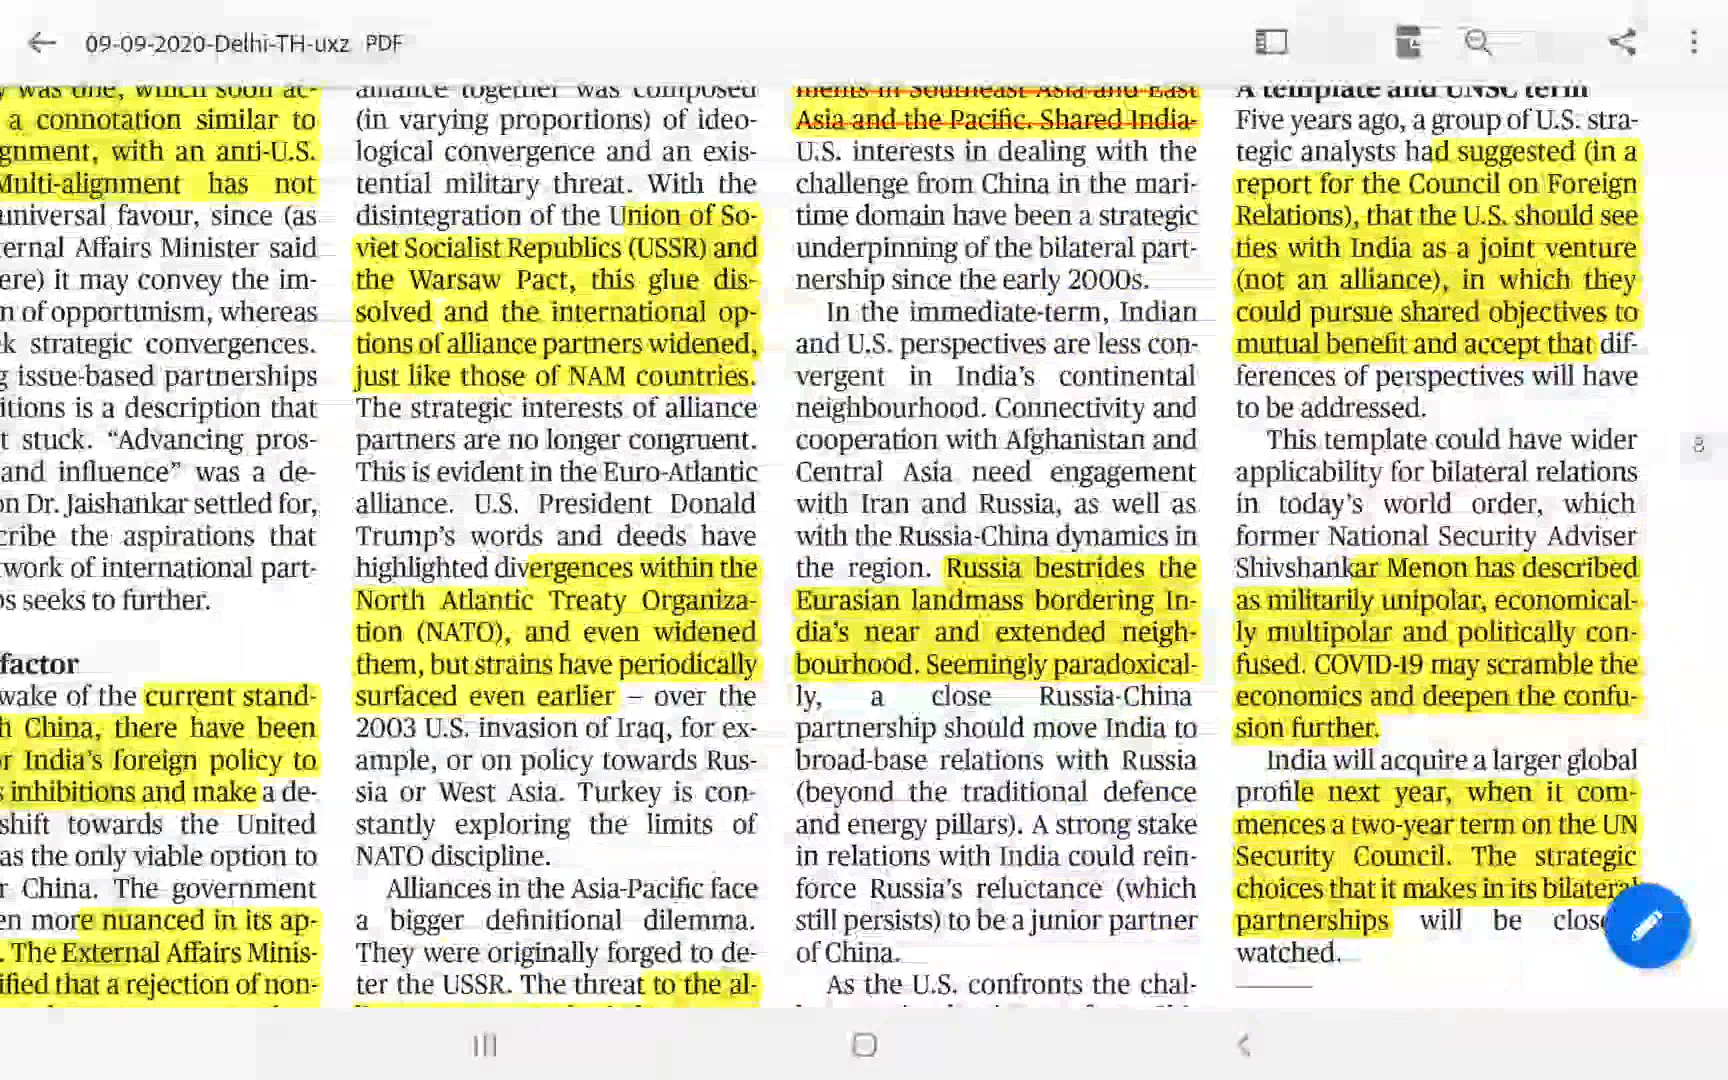 09-09-2020-Delhi-TH-uxz PDF
was one, which soon ac-
a connotation similar to
gnment, with an anti-U.S.
Multi-alignment has not
universal favour, since (as
ernal Affairs Minister said
ere) it may convey the im-
n of opportunism, whereas
k strategic convergences.
g issue-based partnerships
itions is a description that
t stuck. “Advancing pros-
and influence” was a de-
on Dr. Jaishankar settled for,
cribe the aspirations that
work of international part-
ps seeks to further.
factor
wake of the current stand-
h China, there have been
or India’s foreign policy to
s inhibitions and make a de-
shift towards the United
as the only viable option to
r China. The government
en more nuanced in its ap-
. The External Affairs Minis-
ified that a rejection of non-
alliance together was composed
(in varying proportions) of ideo-
logical convergence and an exis-
tential military threat. With the
disintegration of the Union of So-
viet Socialist Republics (USSR) and
the Warsaw Pact, this glue dis-
solved and the international op-
tions of alliance partners widened,
just like those of NAM countries.
The strategic interests of alliance
partners are no longer congruent.
This is evident in the Euro-Atlantic
alliance. U.S. President Donald
Trump’s words and deeds have
highlighted divergences within the
North Atlantic Treaty Organiza-
tion (NATO), and even widened
them, but strains have periodically
surfaced even earlier – over the
2003 U.S. invasion of Iraq, for ex-
ample, or on policy towards Rus-
sia or West Asia. Turkey is con-
stantly exploring the limits of
NATO discipline.
Alliances in the Asia-Pacific face
a bigger definitional dilemma.
They were originally forged to de-
ter the USSR. The threat to the al-
ments in Southeast Asia and East
Asia and the Pacific. Shared India-
U.S. interests in dealing with the
challenge from China in the mari-
time domain have been a strategic
underpinning of the bilateral part-
nership since the early 2000s.
In the immediate-term, Indian
and U.S. perspectives are less con-
vergent in India’s continental
neighbourhood. Connectivity and
cooperation with Afghanistan and
Central Asia need engagement
with Iran and Russia, as well as
with the Russia-China dynamics in
the region. Russia bestrides the
Eurasian landmass bordering In-
dia’s near and extended neigh-
bourhood. Seemingly paradoxical-
ly, a close Russia-China
partnership should move India to
broad-base relations with Russia
(beyond the traditional defence
and energy pillars). A strong stake
in relations with India could rein-
force Russia’s reluctance (which
still persists) to be a junior partner
of China.
As the U.S. confronts the chal-
A template and UNSC term
Five years ago, a group of U.S. stra-
tegic analysts had suggested (in a
report for the Council on Foreign
Relations), that the U.S. should see
ties with India as a joint venture
(not an alliance), in which they
could pursue shared objectives to
mutual benefit and accept that dif-
ferences of perspectives will have
to be addressed.
This template could have wider
applicability for bilateral relations
in today’s world order, which
former National Security Adviser
Shivshankar Menon has described
as militarily unipolar, economical-
ly multipolar and politically con-
fused. COVID-19 may scramble the
economics and deepen the confu-
sion further.
India will acquire a larger global
profile next year, when it com-
mences a two-year term on the UN
Security Council. The strategic
choices that it makes in its bilateral
partnerships will be close
watched.
8